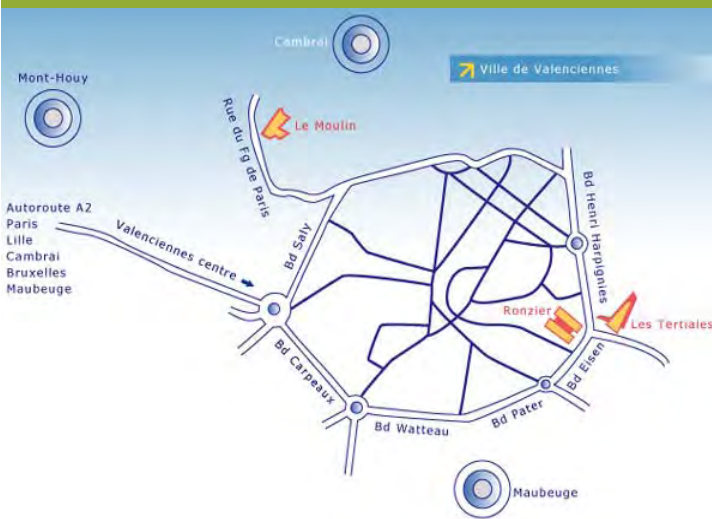 Cambrai
Ville de Valenciennes
Mont-Houy
Rue du Fg de Paris
Le Moulin
Autoroute A2
Paris
Lille
Cambrai
Bruxelles
Maubeuge
Valenciennes centre
Bd Saly
Bd Henri Harpignies
Ronzier
Les Tertiales
Bd Carpeaux
Bd Eisen
Bd Pater
Bd Watteau
Maubeuge